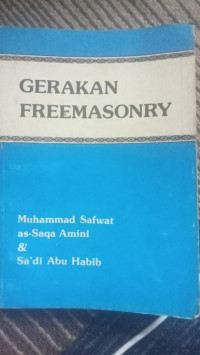 GERAKAN
FREEMASONRY
Muhammad Safwat
as-Saqa Amini
&
Sa'di Abu Habib